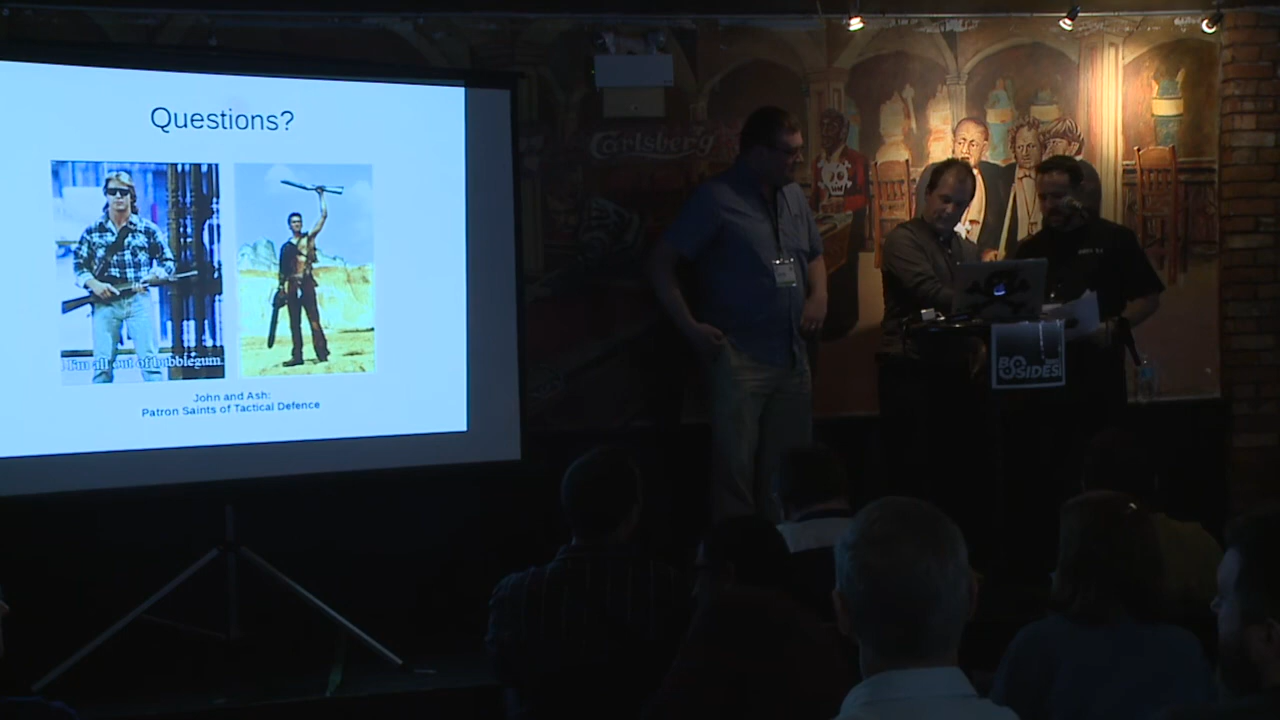 Questions?
I'm all out of bubblegum
John and Ash:
Patron Saints of Tactical Defence
Carlsberg
BSIDES